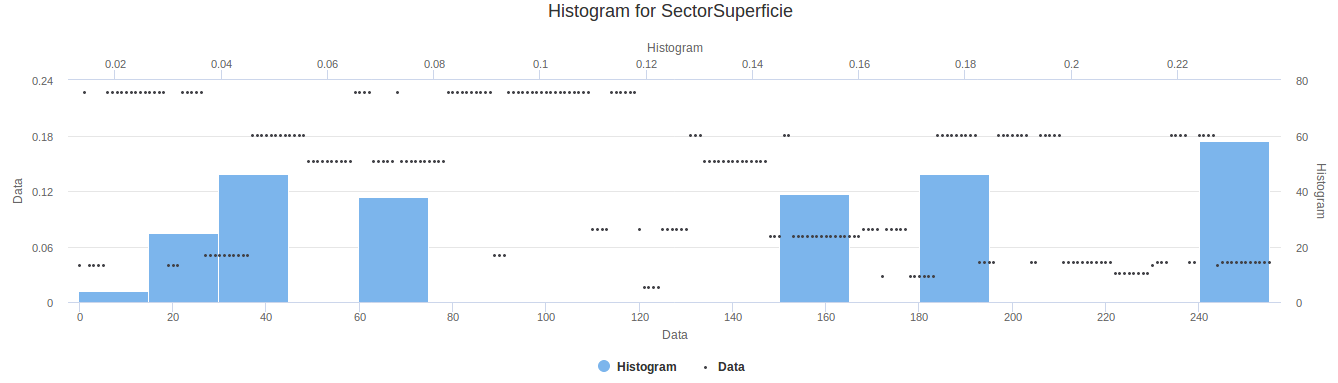 Histogram for SectorSuperficie
Histogram
0.02 0.04 0.06 0.08 0.1 0.12 0.14 0.16 0.18 0.2 0.22
0.24 80
0.18 60
Data Histogram
0.12 40
0.06 20
0 0
0 20 40 60 80 100 120 140 160 180 200 220 240
Data
Histogram Data